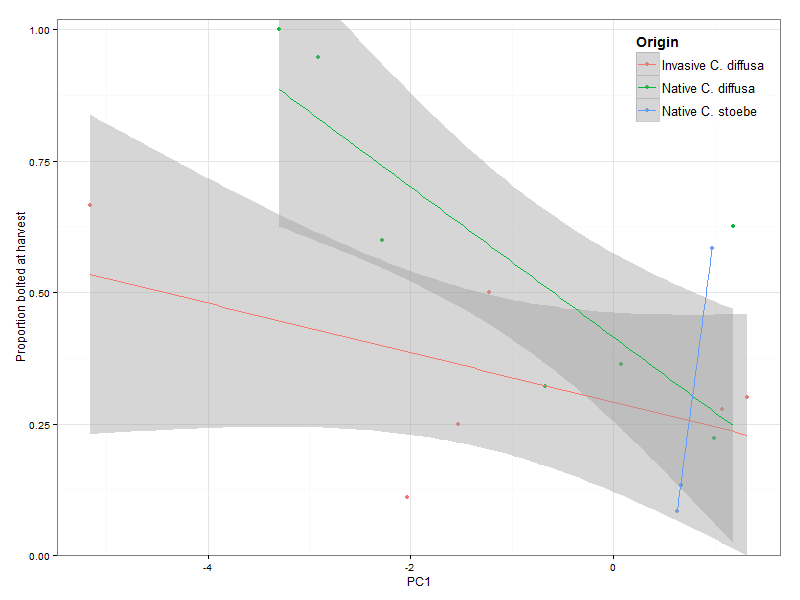 Origin
Invasive C. diffusa
Native C. diffusa
Native C. stoebe
1.00
0.75
0.50
0.25
0.00
Proportion bolted at harvest
-4
-2
0
PC1